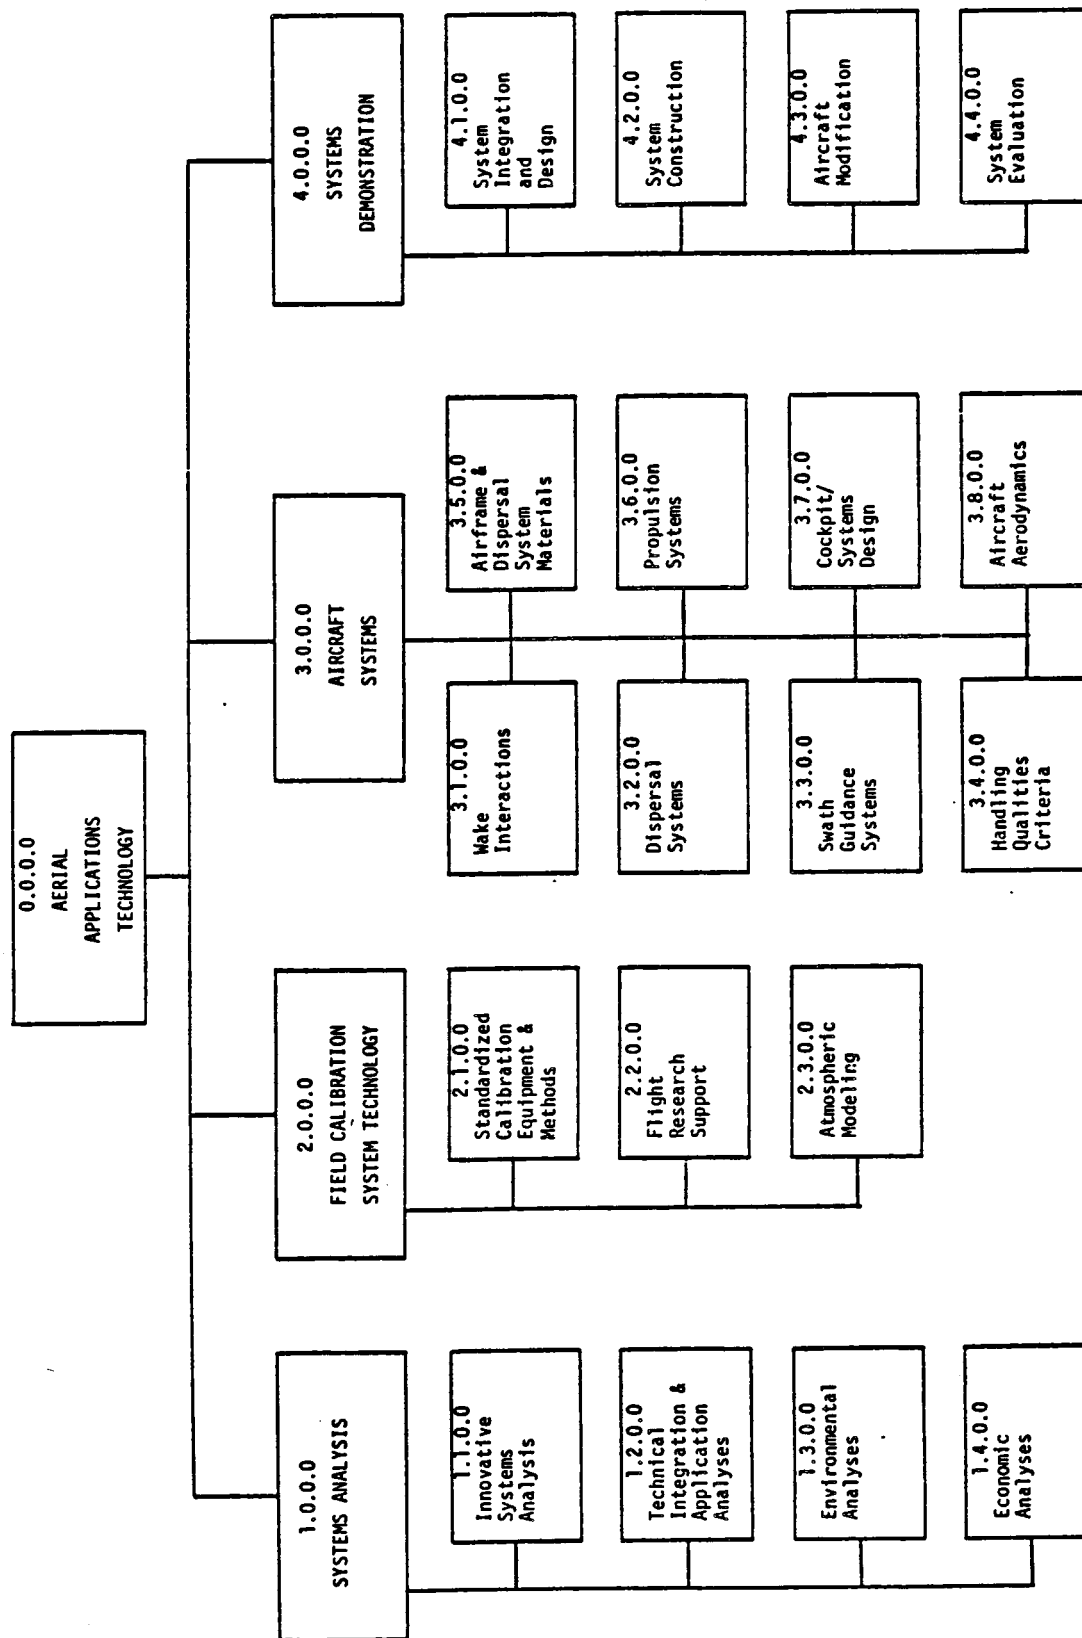 0.0.0.0
AERIAL
APPLICATIONS
TECHNOLOGY
1.0.0.0
SYSTEMS ANALYSIS
1.1.0.0
Innovative
Systems
Analysis
1.2.0.0
Technical
Integration &
Application
Analyses
1.3.0.0
Environmental
Analyses
1.4.0.0
Economic
Analyses
2.0.0.0
FIELD CALIBRATION
SYSTEM TECHNOLOGY
2.1.0.0
Standardized
Calibration
Equipment &
Methods
2.2.0.0
Flight
Research
Support
2.3.0.0
Atmospheric
Modeling
3.0.0.0
AIRCRAFT
SYSTEMS
3.1.0.0
Wake
Interactions
3.2.0.0
Dispersal
Systems
3.3.0.0
Swath
Guidance
Systems
3.4.0.0
Handling
Qualities
Criteria
3.5.0.0
Airframe &
Dispersal
System
Materials
3.6.0.0
Propulsion
Systems
3.7.0.0
Cockpit/
Systems
Design
3.8.0.0
Aircraft
Aerodynamics
4.0.0.0
SYSTEMS
DEMONSTRATION
4.1.0.0
System
Integration
and
Design
4.2.0.0
System
Construction
4.3.0.0
Aircraft
Modification
4.4.0.0
System
Evaluation